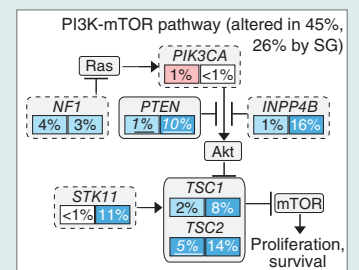 PI3K-mTOR pathway (altered in 45%,
26% by SG)
Ras
PIK3CA
1% <1%
NF1
4% 3%
PTEN
1% 10%
INPP4B
1% 16%
Akt
STK11
<1% 11%
TSC1
2% 8%
TSC2
5% 14%
mTOR
Proliferation,
survival